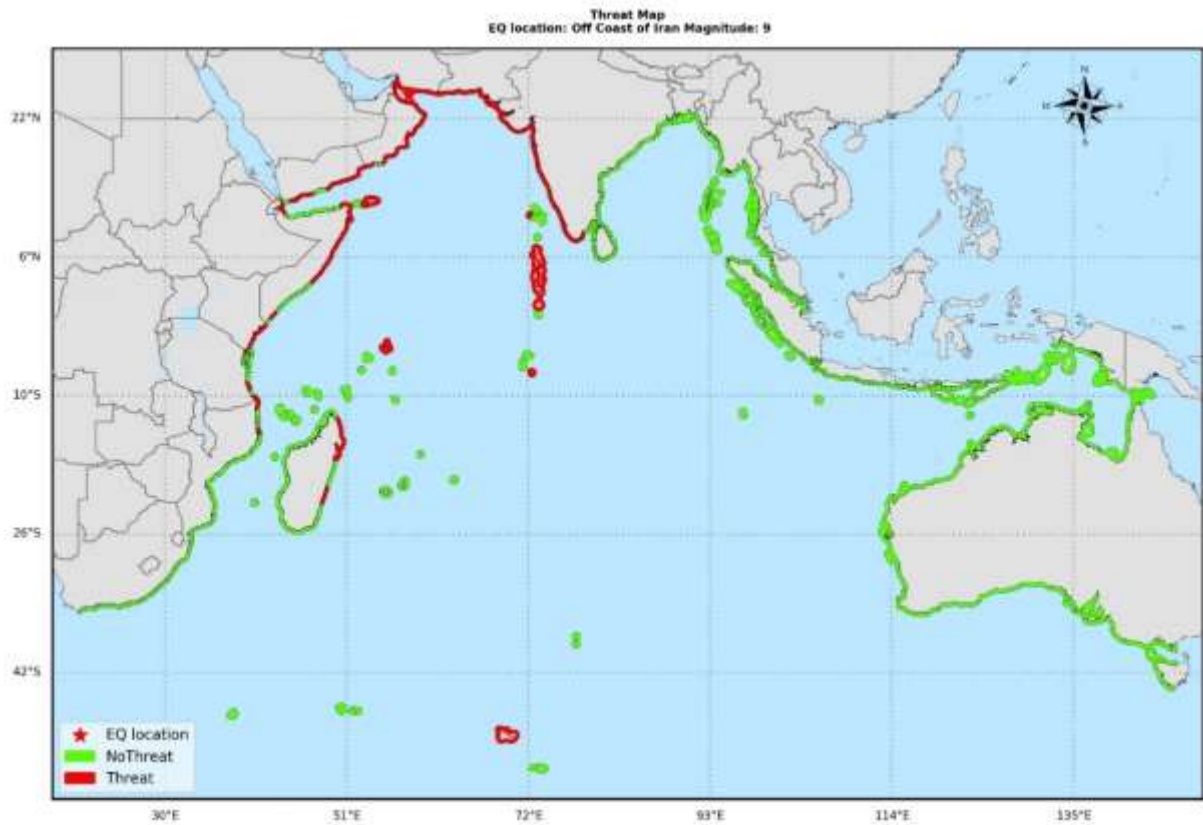 Threat Map
EQ location: Off Coast of Iran Magnitude: 9
N
22°N
6°N
10°S
26°S
42°S
EQ location
NoThreat
Threat
30°E
51°E
72°E
93°E
114°E
135°E